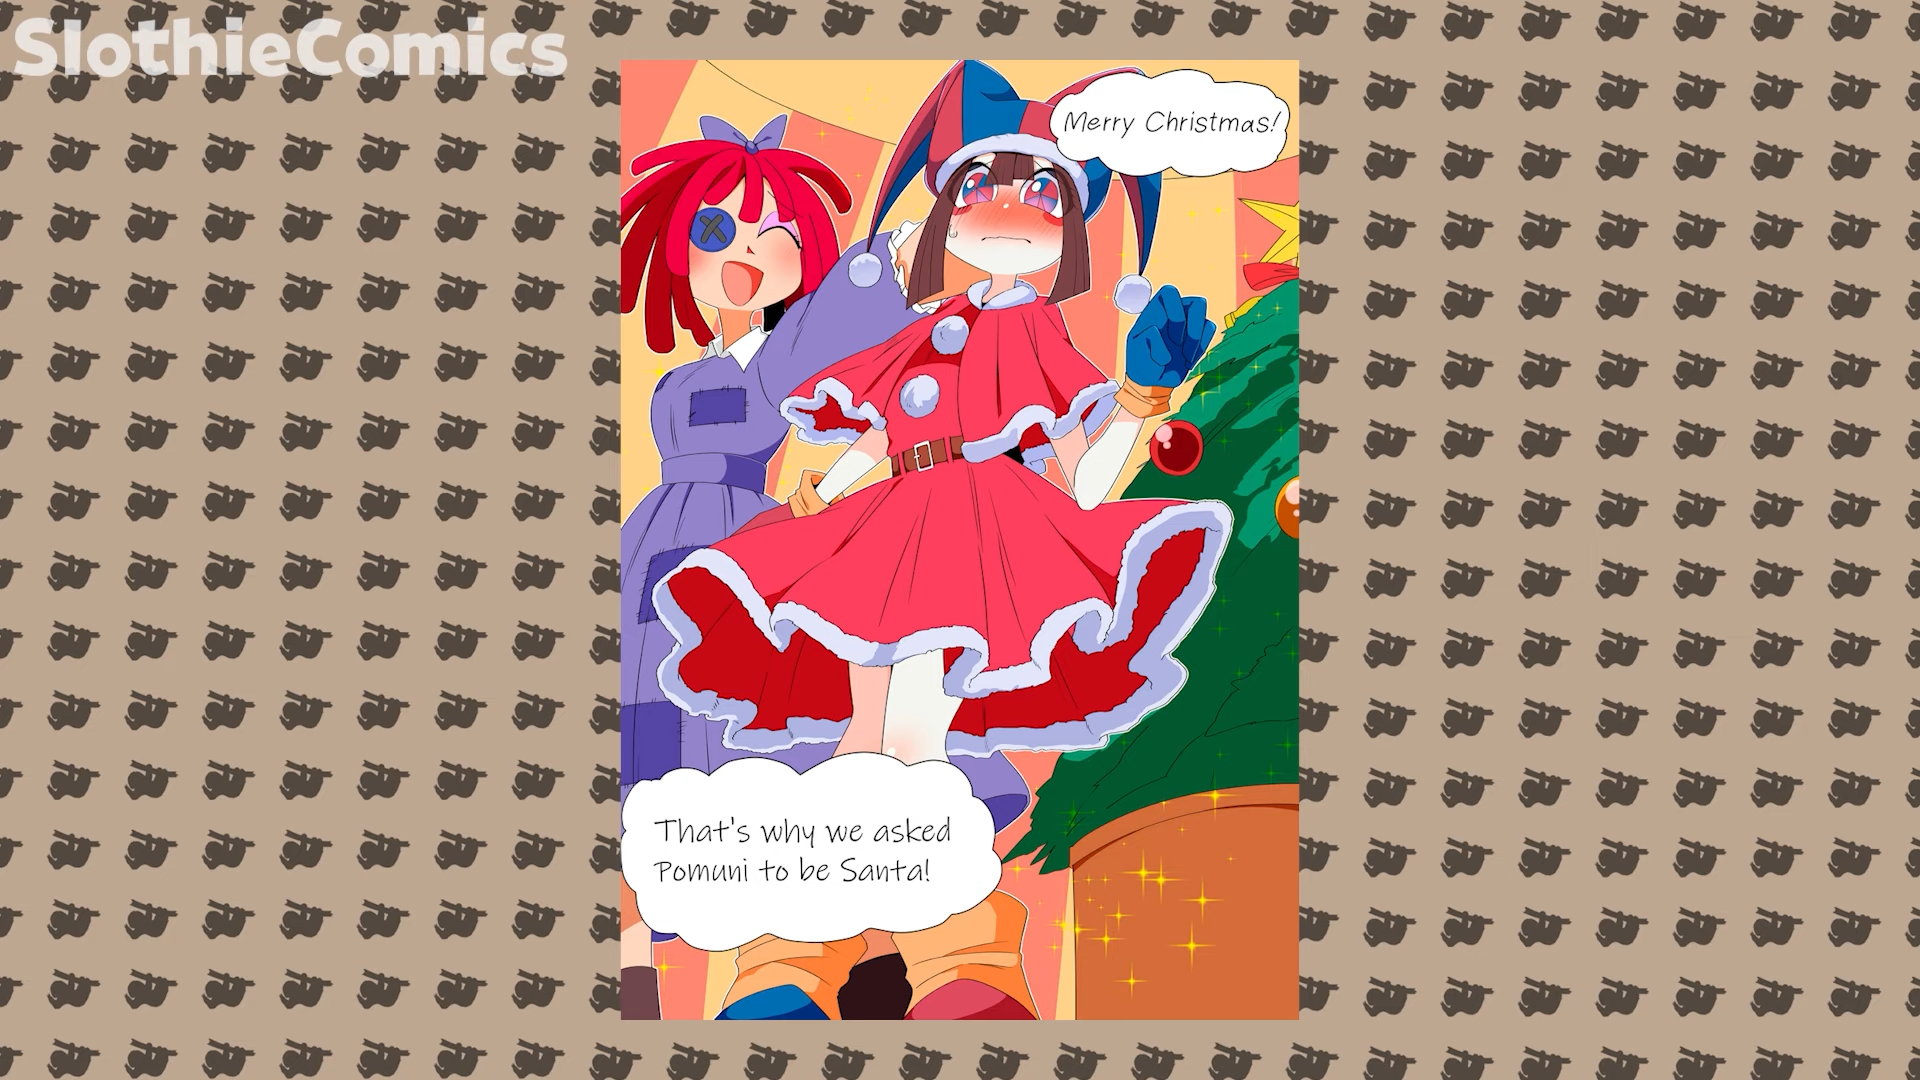 SlothieComics
Merry Christmas!
That's why we asked
Pomuni to be Santa!